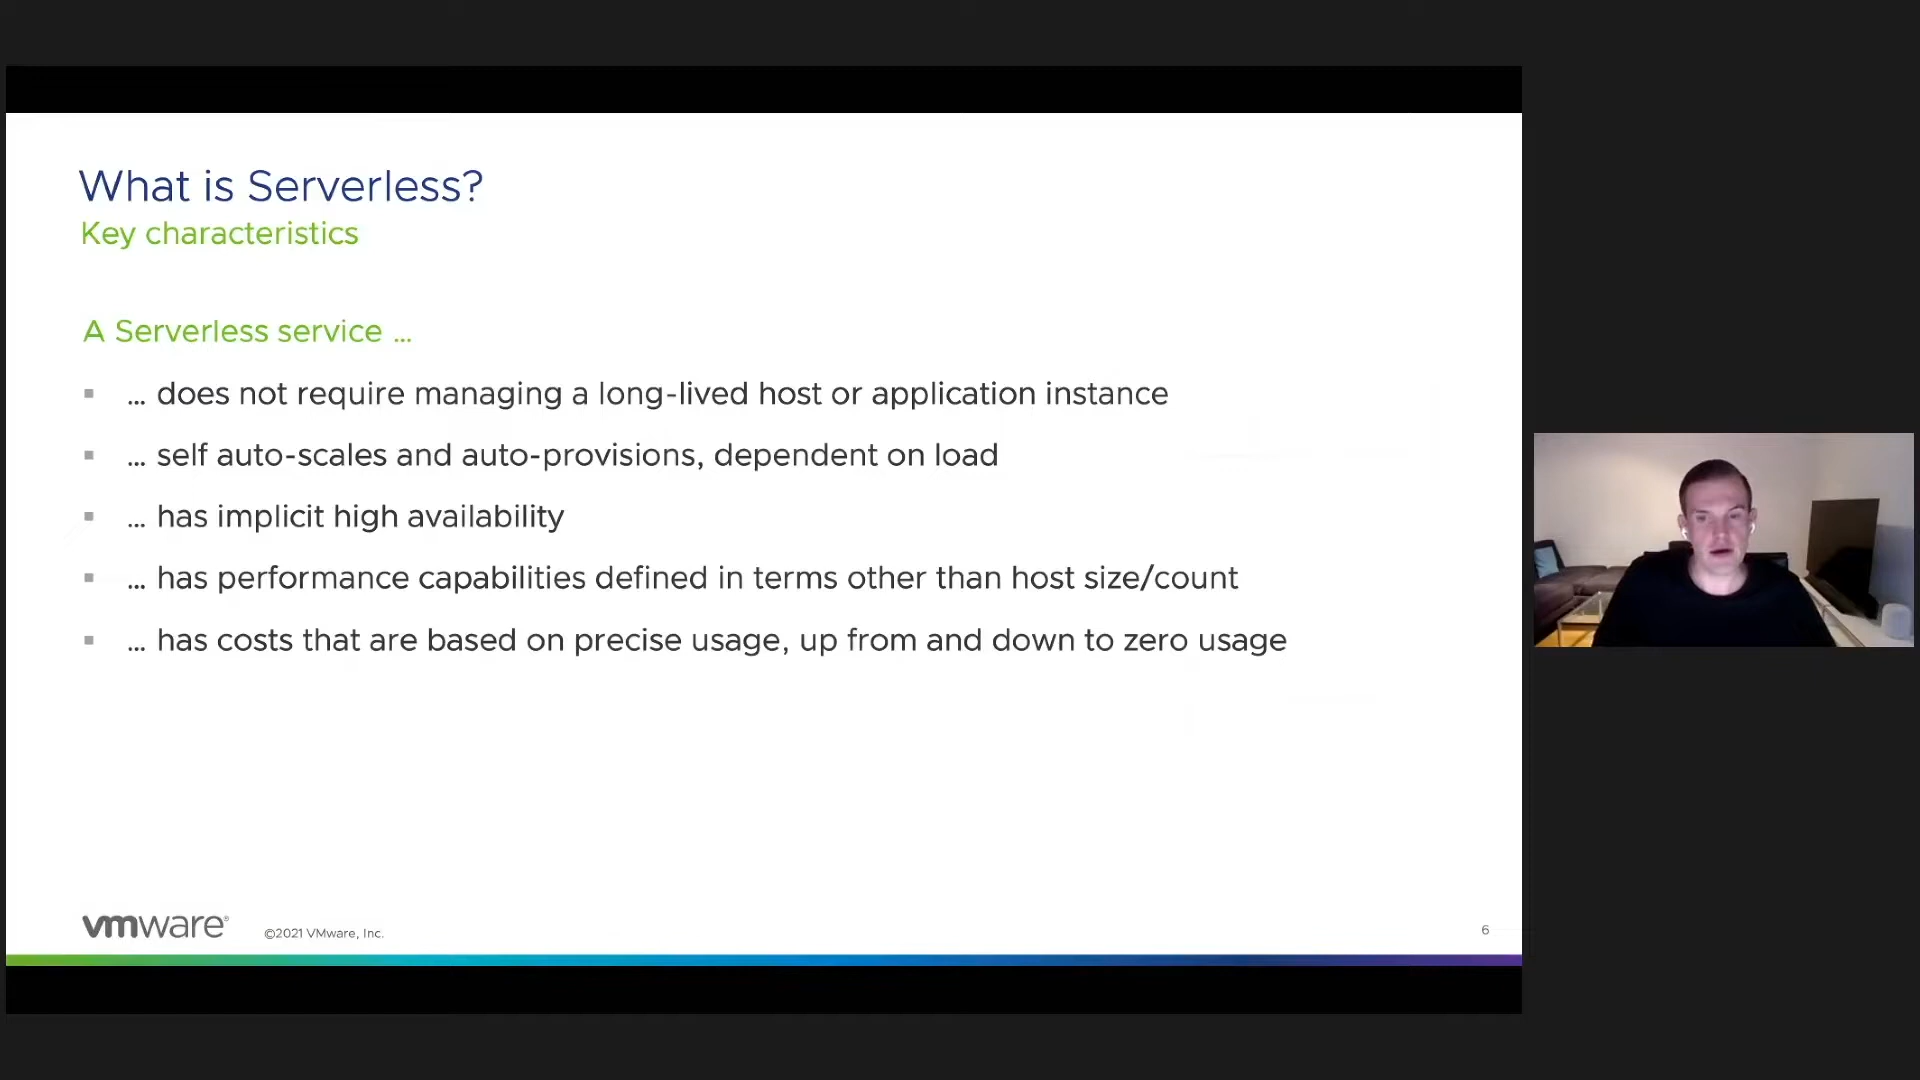 What is Serverless?
Key characteristics
A Serverless service ...
▪ ... does not require managing a long-lived host or application instance
▪ ... self auto-scales and auto-provisions, dependent on load
▪ ... has implicit high availability
▪ ... has performance capabilities defined in terms other than host size/count
▪ ... has costs that are based on precise usage, up from and down to zero usage
vmware® ©2021 VMware, Inc. 6